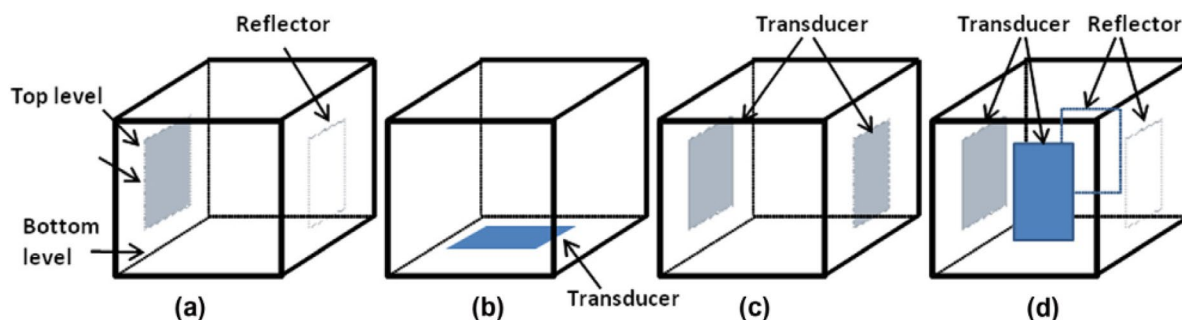 Reflector
Transducer
Transducer Reflector
Top level
Bottom
level
Transducer
(a) (b) (c) (d)